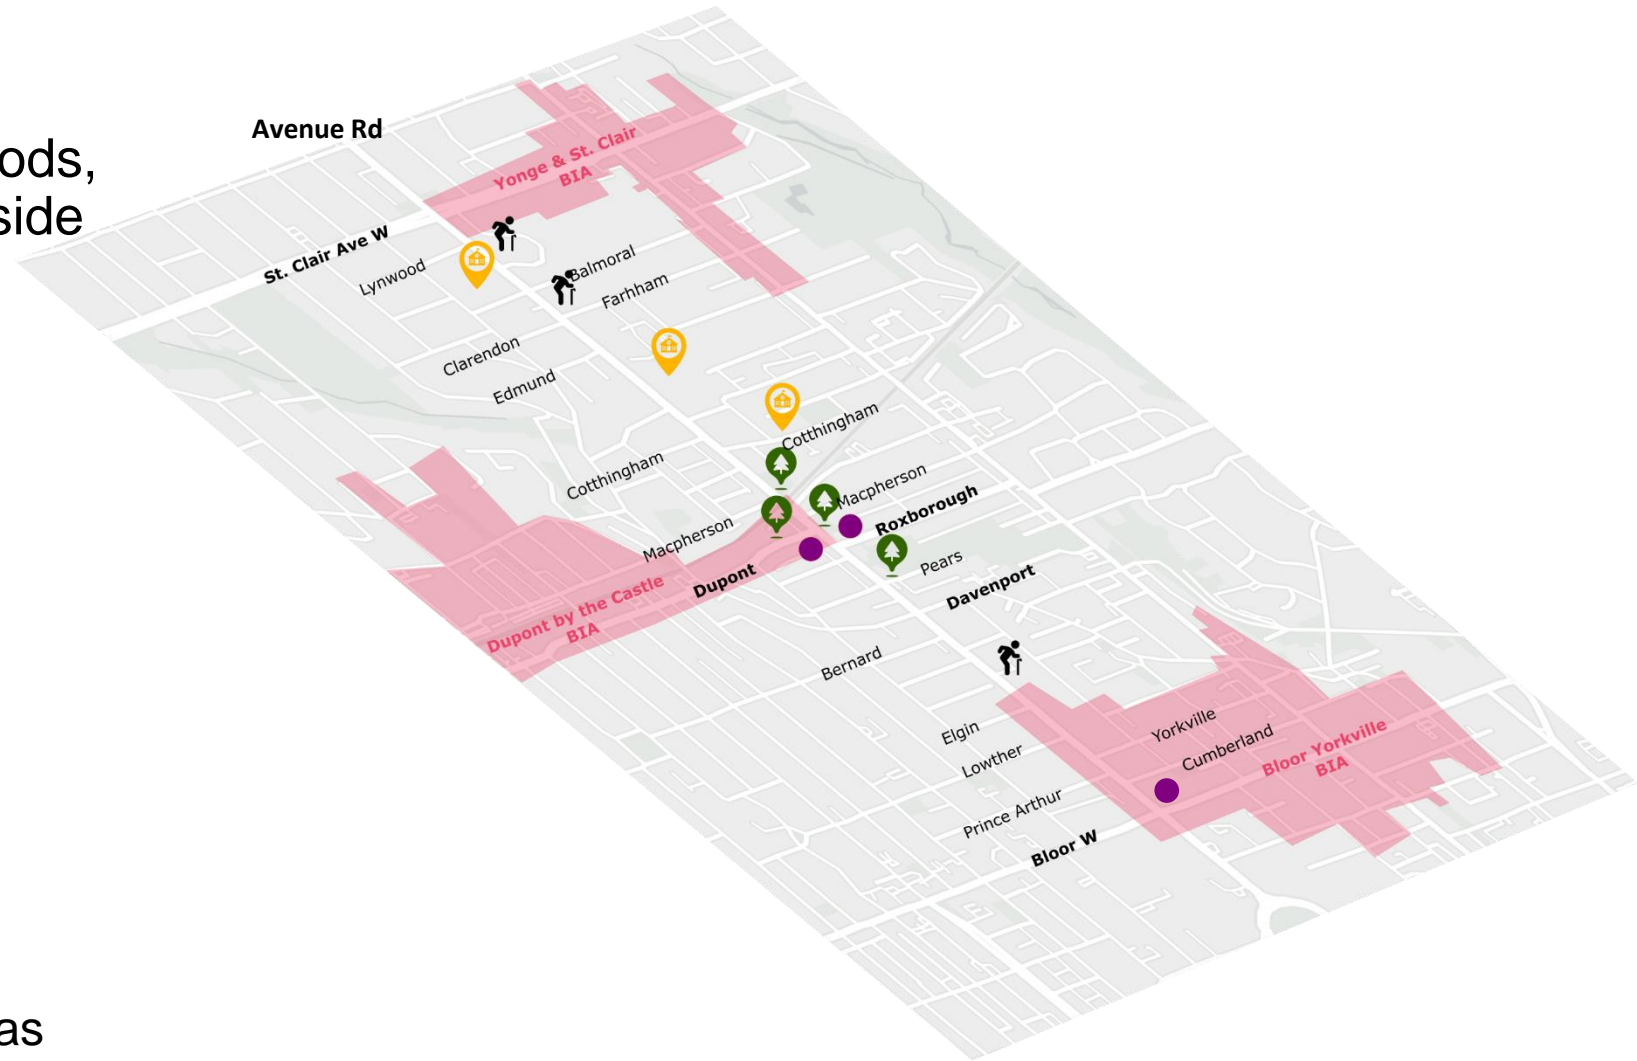 Avenue Rd
ods,
side
Yonge & St. Clair
BIA
St. Clair Ave W
Lynwood
Balmoral
Farhham
Clarendon
Edmund
Cotthingham
Cotthingham
Macpherson
Macpherson
Roxborough
Pears
Dupont
Davenport
Dupont by the Castle
BIA
Bernard
Elgin
Lowther
Yorkville
Cumberland
Bloor Yorkville
BIA
Prince Arthur
Bloor W
as